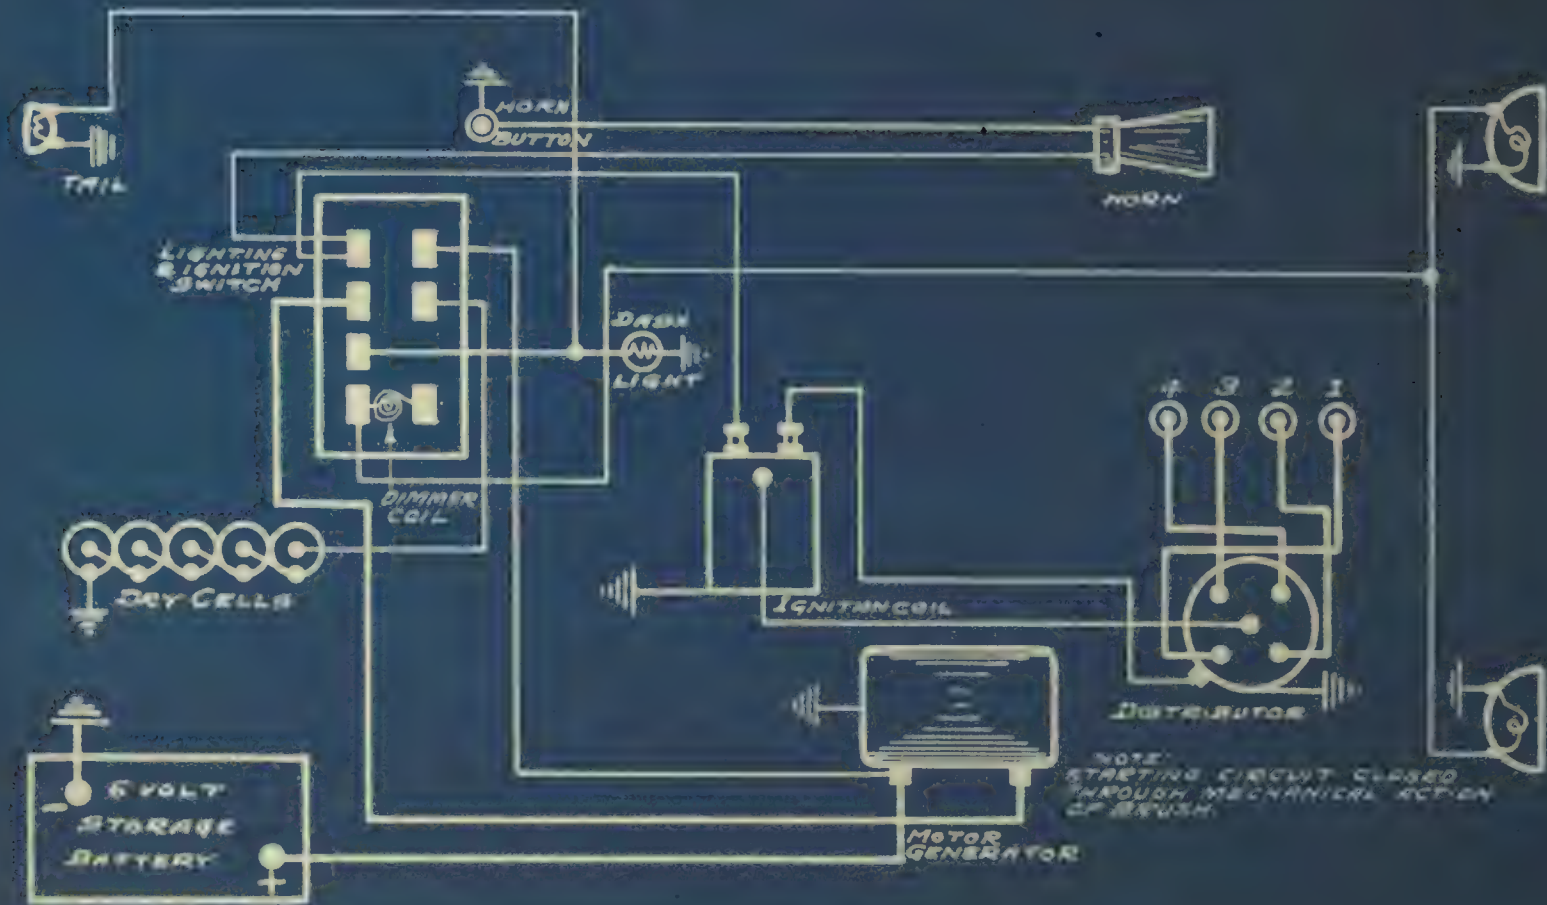 HORN
BUTTON
TAIL
HORN
LIGHTING
& IGNITION
SWITCH
DASH
LIGHT
4 3 2 1
DIMMER
COIL
DRY CELLS
IGNITION COIL
DISTRIBUTOR
NOTE:
STARTING CIRCUIT CLOSED
THROUGH MECHANICAL ACTION
OF BRUSH.
- 6 VOLT
STORAGE
BATTERY
+
MOTOR
GENERATOR